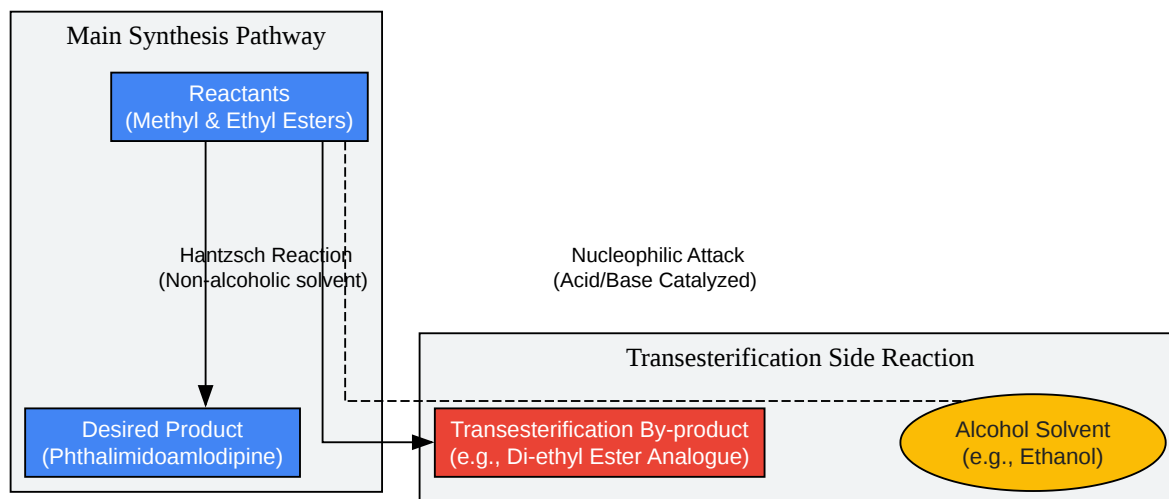 Main Synthesis Pathway
Reactants
(Methyl & Ethyl Esters)
Hantzsch Reaction
(Non-alcoholic solvent)
Nucleophilic Attack
(Acid/Base Catalyzed)
Transesterification Side Reaction
Desired Product
(Phthalimidoamlodipine)
Transesterification By-product
(e.g., Di-ethyl Ester Analogue)
Alcohol Solvent
(e.g., Ethanol)